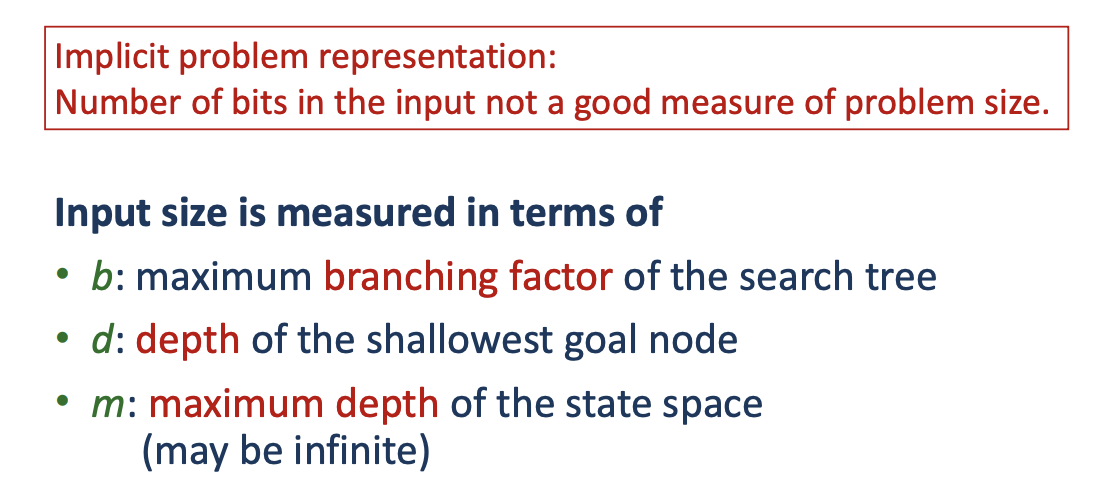 Implicit problem representation:
Number of bits in the input not a good measure of problem size.
Input size is measured in terms of
• b: maximum branching factor of the search tree
• d: depth of the shallowest goal node
• m: maximum depth of the state space
(may be infinite)